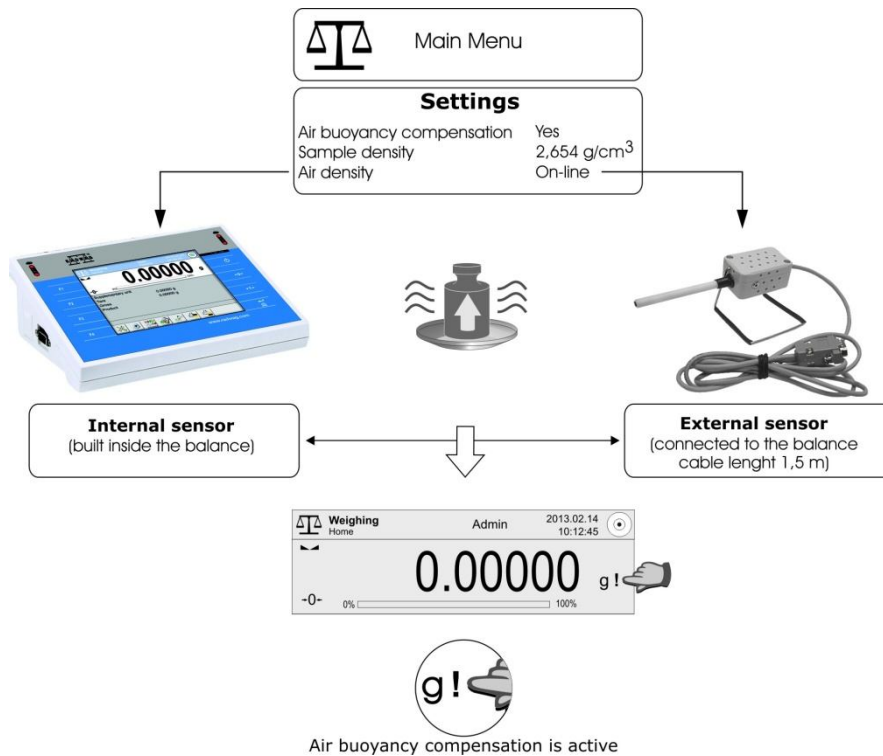 Main Menu
Settings
Air buoyancy compensation Yes
Sample density 2,654 g/cm³
Air density On-line
0.00000 g
Internal sensor
(built inside the balance)
External sensor
(connected to the balance
cable lenght 1,5 m)
Weighing Admin 2013.02.14
Home 10:12:45
0.00000 g!
→0← 0% 100%
g!
Air buoyancy compensation is active